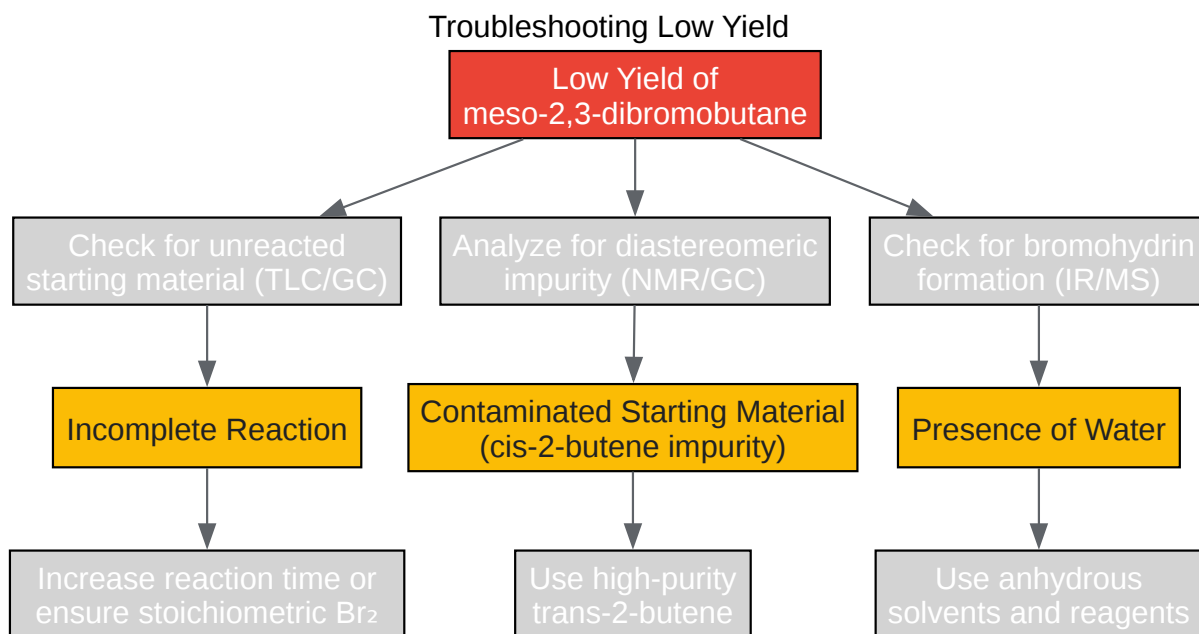 Troubleshooting Low Yield
Low Yield of
meso-2,3-dibromobutane
Check for unreacted
starting material (TLC/GC)
Analyze for diastereomeric
impurity (NMR/GC)
Check for bromohydrin
formation (IR/MS)
Incomplete Reaction
Contaminated Starting Material
(cis-2-butene impurity)
Presence of Water
Increase reaction time or
ensure stoichiometric Br₂
Use high-purity
trans-2-butene
Use anhydrous
solvents and reagents